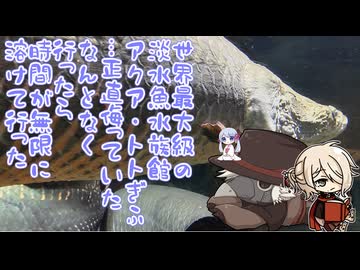 世界最大級の
淡水魚水族館
アクア・トトぎふ
…正直侮っていた
なんとなく
行ったら
時間が無限に
溶けて行った